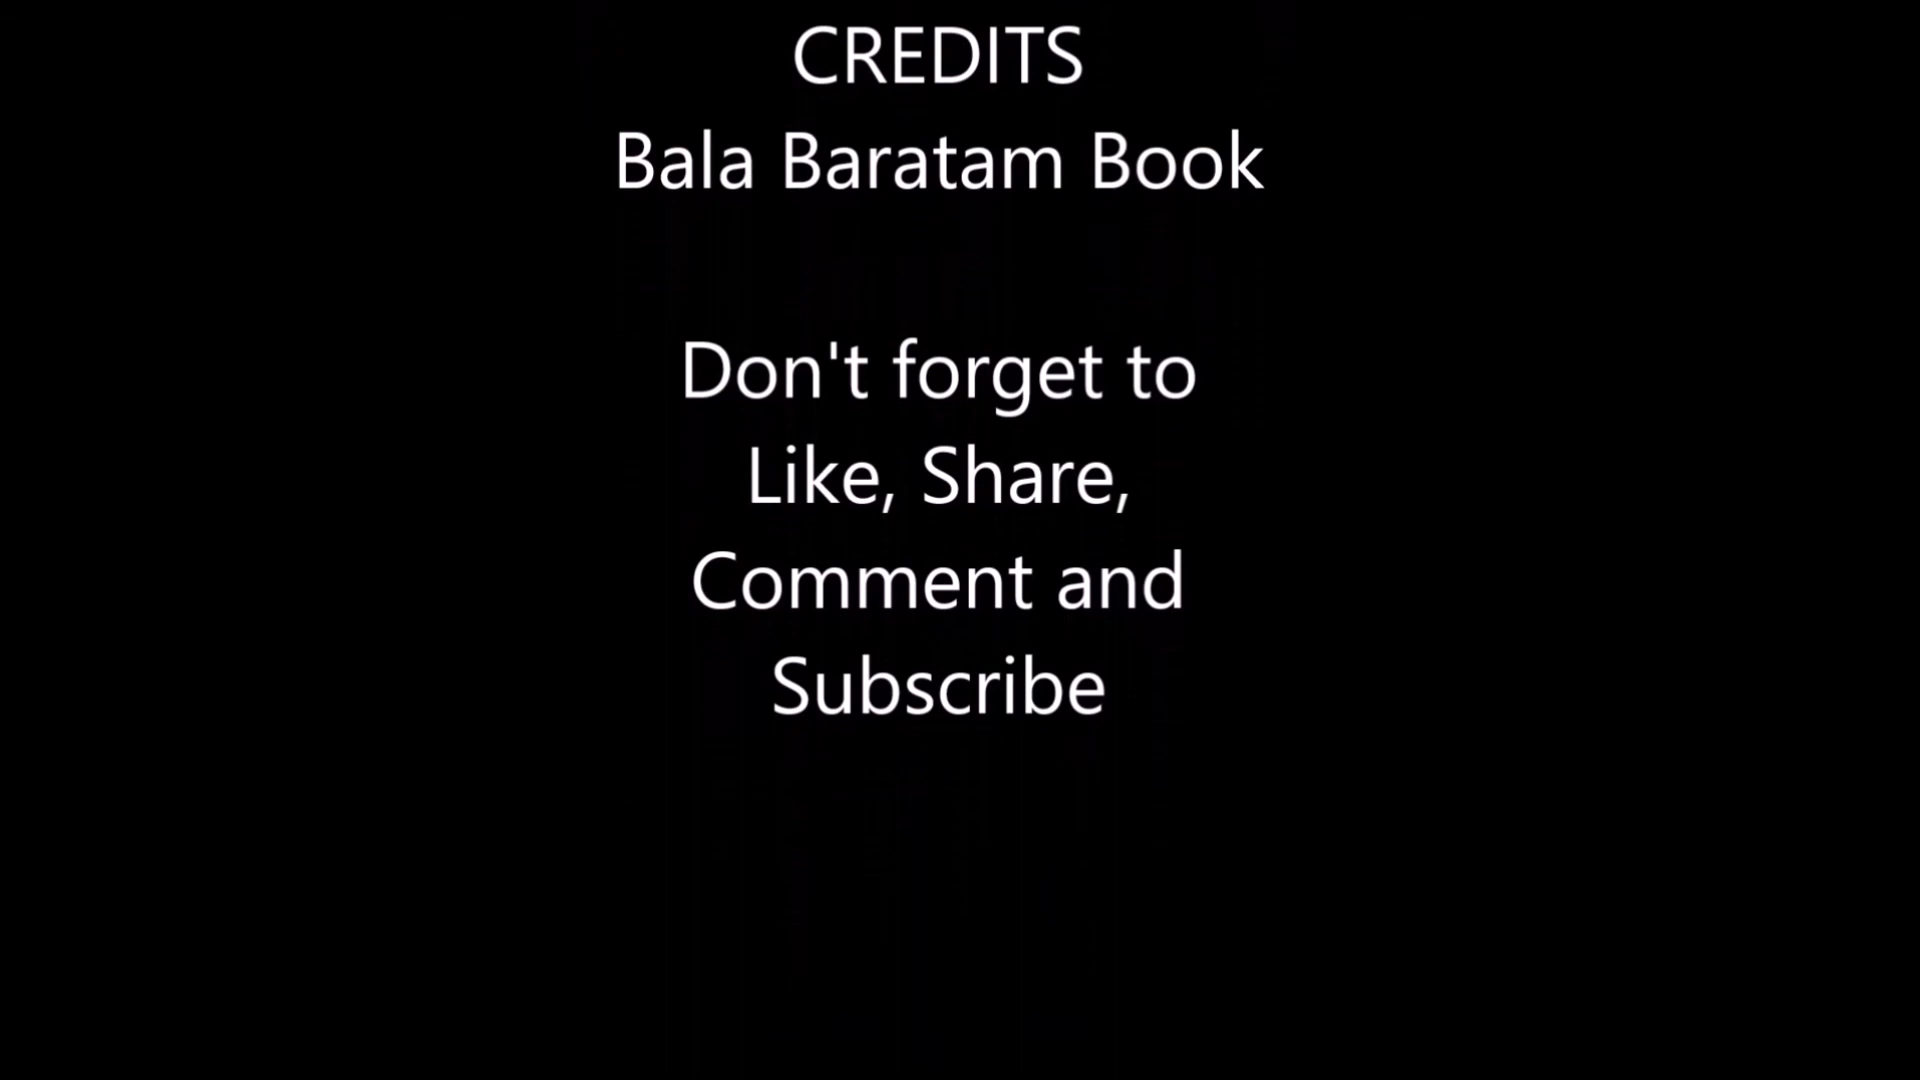 CREDITS
Bala Baratam Book
Don't forget to
Like, Share,
Comment and
Subscribe